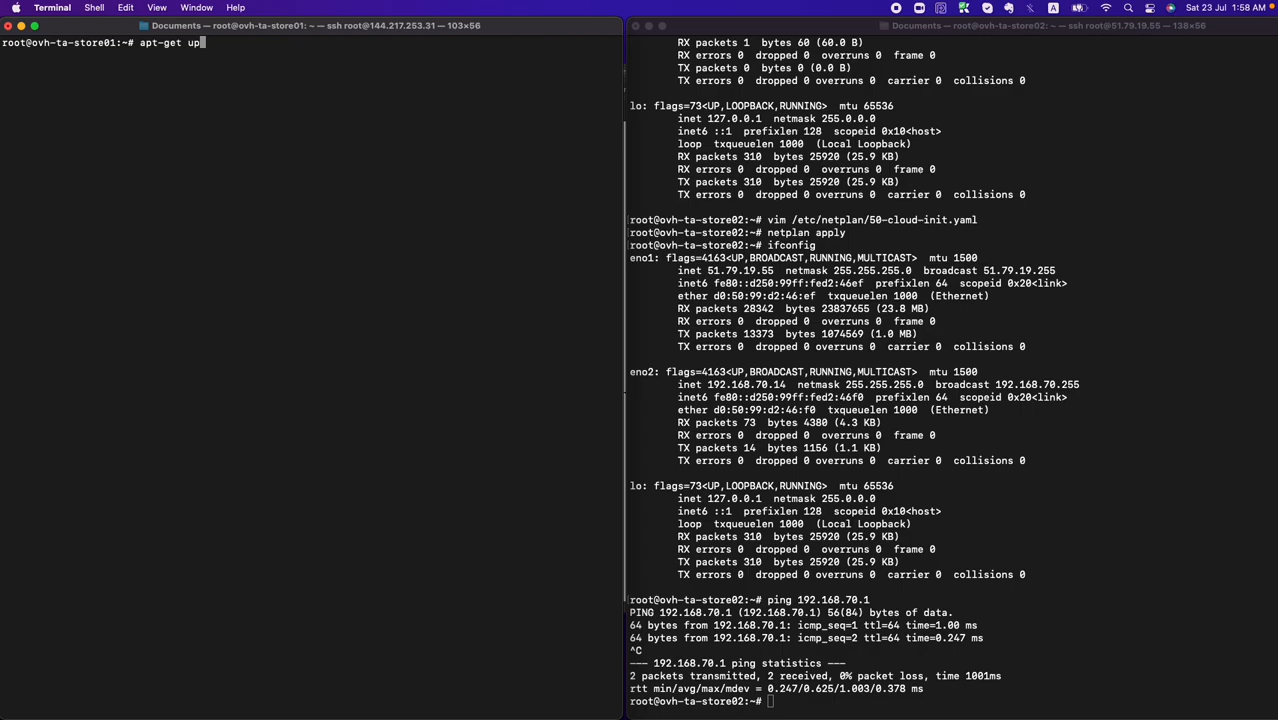 Terminal Shell Edit View Window Help
A
Sat 23 Jul 1:58 AM
Documents — root@ovh-ta-store01: ~ — ssh root@144.217.253.31 — 103×56
root@ovh-ta-store01:~# apt-get up
Documents — root@ovh-ta-store02: ~ — ssh root@51.79.19.55 — 138×56
RX packets 1  bytes 60 (60.0 B)
RX errors 0  dropped 0  overruns 0  frame 0
TX packets 0  bytes 0 (0.0 B)
TX errors 0  dropped 0 overruns 0  carrier 0  collisions 0
lo: flags=73<UP,LOOPBACK,RUNNING>  mtu 65536
inet 127.0.0.1  netmask 255.0.0.0
inet6 ::1  prefixlen 128  scopeid 0x10<host>
loop  txqueuelen 1000  (Local Loopback)
RX packets 310  bytes 25920 (25.9 KB)
RX errors 0  dropped 0  overruns 0  frame 0
TX packets 310  bytes 25920 (25.9 KB)
TX errors 0  dropped 0 overruns 0  carrier 0  collisions 0
root@ovh-ta-store02:~# vim /etc/netplan/50-cloud-init.yaml
root@ovh-ta-store02:~# netplan apply
root@ovh-ta-store02:~# ifconfig
eno1: flags=4163<UP,BROADCAST,RUNNING,MULTICAST>  mtu 1500
inet 51.79.19.55  netmask 255.255.255.0  broadcast 51.79.19.255
inet6 fe80::d250:99ff:fed2:46ef  prefixlen 64  scopeid 0x20<link>
ether d0:50:99:d2:46:ef  txqueuelen 1000  (Ethernet)
RX packets 28342  bytes 23837655 (23.8 MB)
RX errors 0  dropped 0  overruns 0  frame 0
TX packets 13373  bytes 1074569 (1.0 MB)
TX errors 0  dropped 0 overruns 0  carrier 0  collisions 0
eno2: flags=4163<UP,BROADCAST,RUNNING,MULTICAST>  mtu 1500
inet 192.168.70.14  netmask 255.255.255.0  broadcast 192.168.70.255
inet6 fe80::d250:99ff:fed2:46f0  prefixlen 64  scopeid 0x20<link>
ether d0:50:99:d2:46:f0  txqueuelen 1000  (Ethernet)
RX packets 73  bytes 4380 (4.3 KB)
RX errors 0  dropped 0  overruns 0  frame 0
TX packets 14  bytes 1156 (1.1 KB)
TX errors 0  dropped 0 overruns 0  carrier 0  collisions 0
lo: flags=73<UP,LOOPBACK,RUNNING>  mtu 65536
inet 127.0.0.1  netmask 255.0.0.0
inet6 ::1  prefixlen 128  scopeid 0x10<host>
loop  txqueuelen 1000  (Local Loopback)
RX packets 310  bytes 25920 (25.9 KB)
RX errors 0  dropped 0  overruns 0  frame 0
TX packets 310  bytes 25920 (25.9 KB)
TX errors 0  dropped 0 overruns 0  carrier 0  collisions 0
root@ovh-ta-store02:~# ping 192.168.70.1
PING 192.168.70.1 (192.168.70.1) 56(84) bytes of data.
64 bytes from 192.168.70.1: icmp_seq=1 ttl=64 time=1.00 ms
64 bytes from 192.168.70.1: icmp_seq=2 ttl=64 time=0.247 ms
^C
--- 192.168.70.1 ping statistics ---
2 packets transmitted, 2 received, 0% packet loss, time 1001ms
rtt min/avg/max/mdev = 0.247/0.625/1.003/0.378 ms
root@ovh-ta-store02:~#